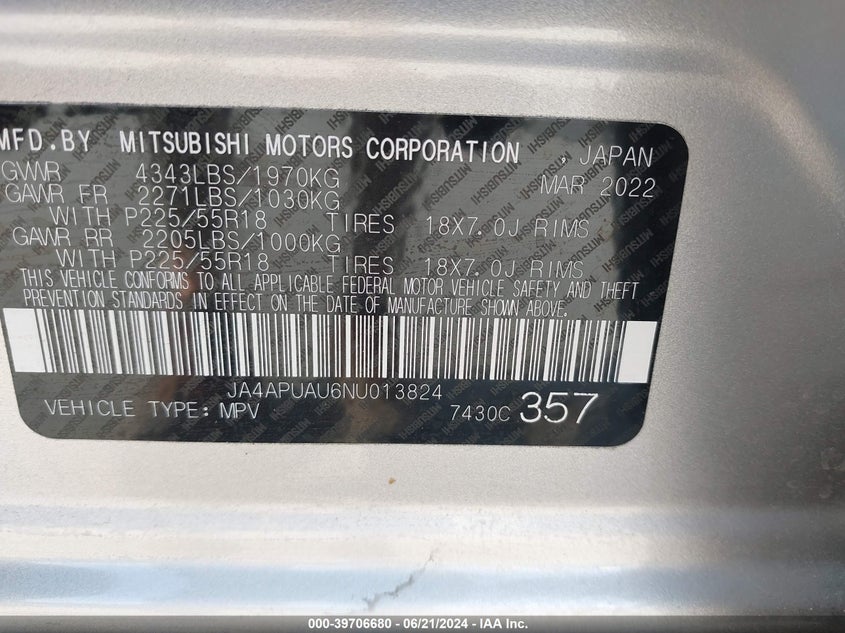 MFD.BY MITSUBISHI MOTORS CORPORATION , JAPAN
GVWR 4343LBS/1970KG MAR 2022
GAWR FR 2271LBS/1030KG
WITH P225/55R18 TIRES 18X7.0J RIMS
GAWR RR 2205LBS/1000KG
WITH P225/55R18 TIRES 18X7.0J RIMS
THIS VEHICLE CONFORMS TO ALL APPLICABLE FEDERAL MOTOR VEHICLE SAFETY AND THEFT
PREVENTION STANDARDS IN EFFECT ON THE DATE OF MANUFACTURE SHOWN ABOVE.
JA4APUAU6NU013824
VEHICLE TYPE: MPV 7430C 357
000-39706680 - 06/21/2024 - IAA Inc.